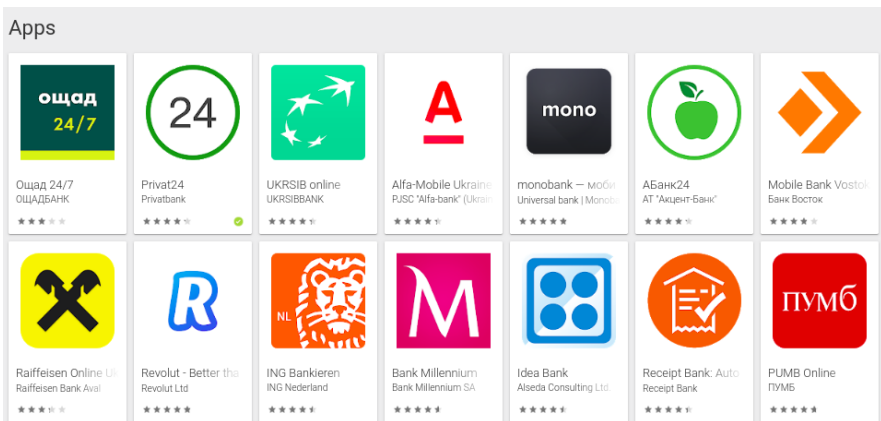 Apps
ощад
24/7
24
A
mono
Ощад 24/7
ОЩАДБАНК
Privat24
Privatbank
UKRSIB online
UKRSIBBANK
Alfa-Mobile Ukraine
PJSC "Alfa-bank" (Ukrain
monobank — моби
Universal bank | Monoba
АБанк24
АТ "Акцент-Банк"
Mobile Bank Vostok
Банк Восток
R
NL
M
ПУМб
Raiffeisen Online Uk
Raiffeisen Bank Aval
Revolut - Better tha
Revolut Ltd
ING Bankieren
ING Nederland
Bank Millennium
Bank Millennium SA
Idea Bank
Alseda Consulting Ltd
Receipt Bank: Auto
Receipt Bank
PUMB Online
ПУМБ